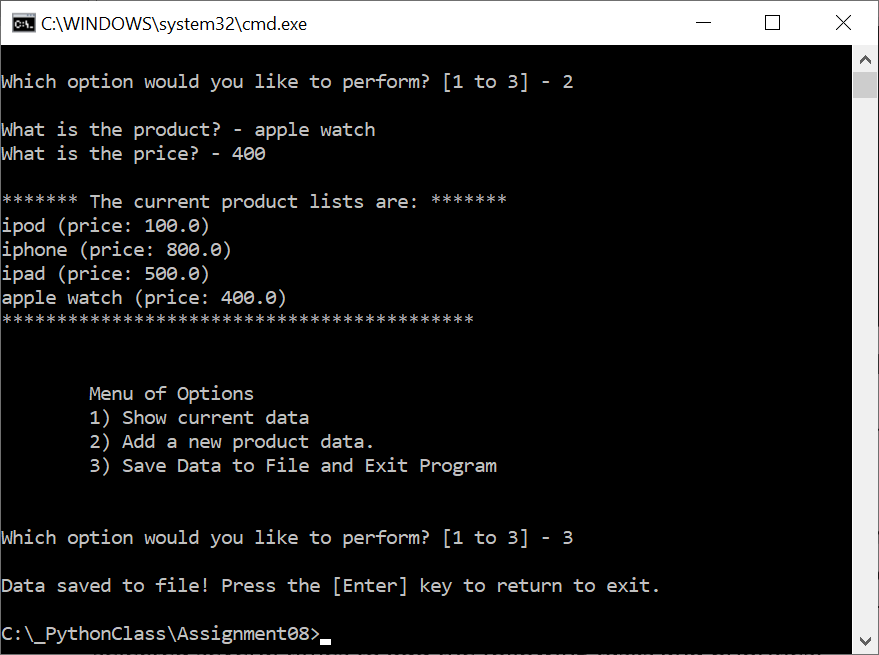 C:\WINDOWS\system32\cmd.exe
Which option would you like to perform? [1 to 3] - 2
What is the product? - apple watch
What is the price? - 400
******* The current product lists are: *******
ipod (price: 100.0)
iphone (price: 800.0)
ipad (price: 500.0)
apple watch (price: 400.0)
*******************************************
Menu of Options
1) Show current data
2) Add a new product data.
3) Save Data to File and Exit Program
Which option would you like to perform? [1 to 3] - 3
Data saved to file! Press the [Enter] key to return to exit.
C:\_PythonClass\Assignment08>